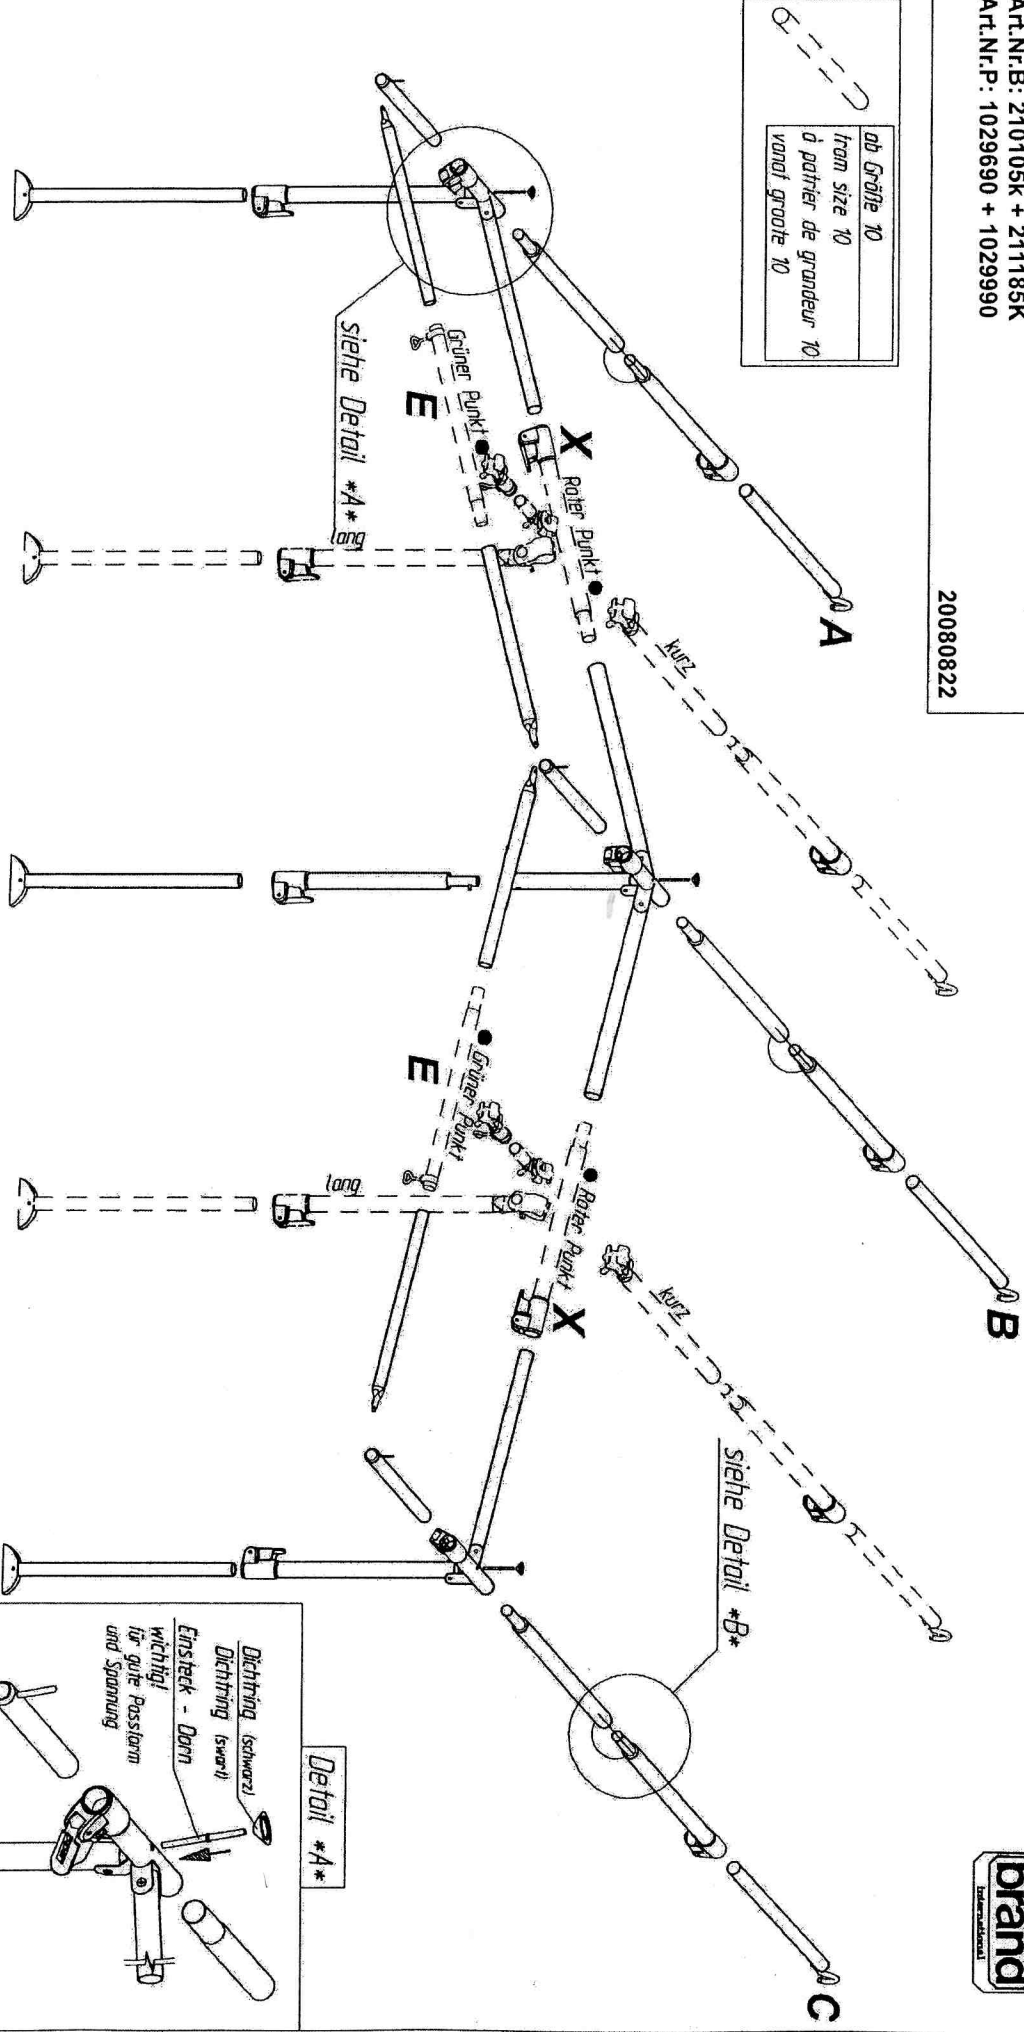 Art.Nr.B: 210105k + 211185K
Art.Nr.P: 1029690 + 1029990
20080822
brand
international
ab Größe 10
from size 10
à patrier de grandeur 10
vanaf groote 10
A
kurz
B
kurz
siehe Detail *B*
C
X
Roter Punkt
Grüner Punkt
E
siehe Detail *A*
lang
Roter Punkt
X
Grüner Punkt
E
lang
Detail *A*
Dichtring (schwarz)
Dichtring (swart)
Einsteck - Dorn
wichtig!
für gute Passform
und Spannung